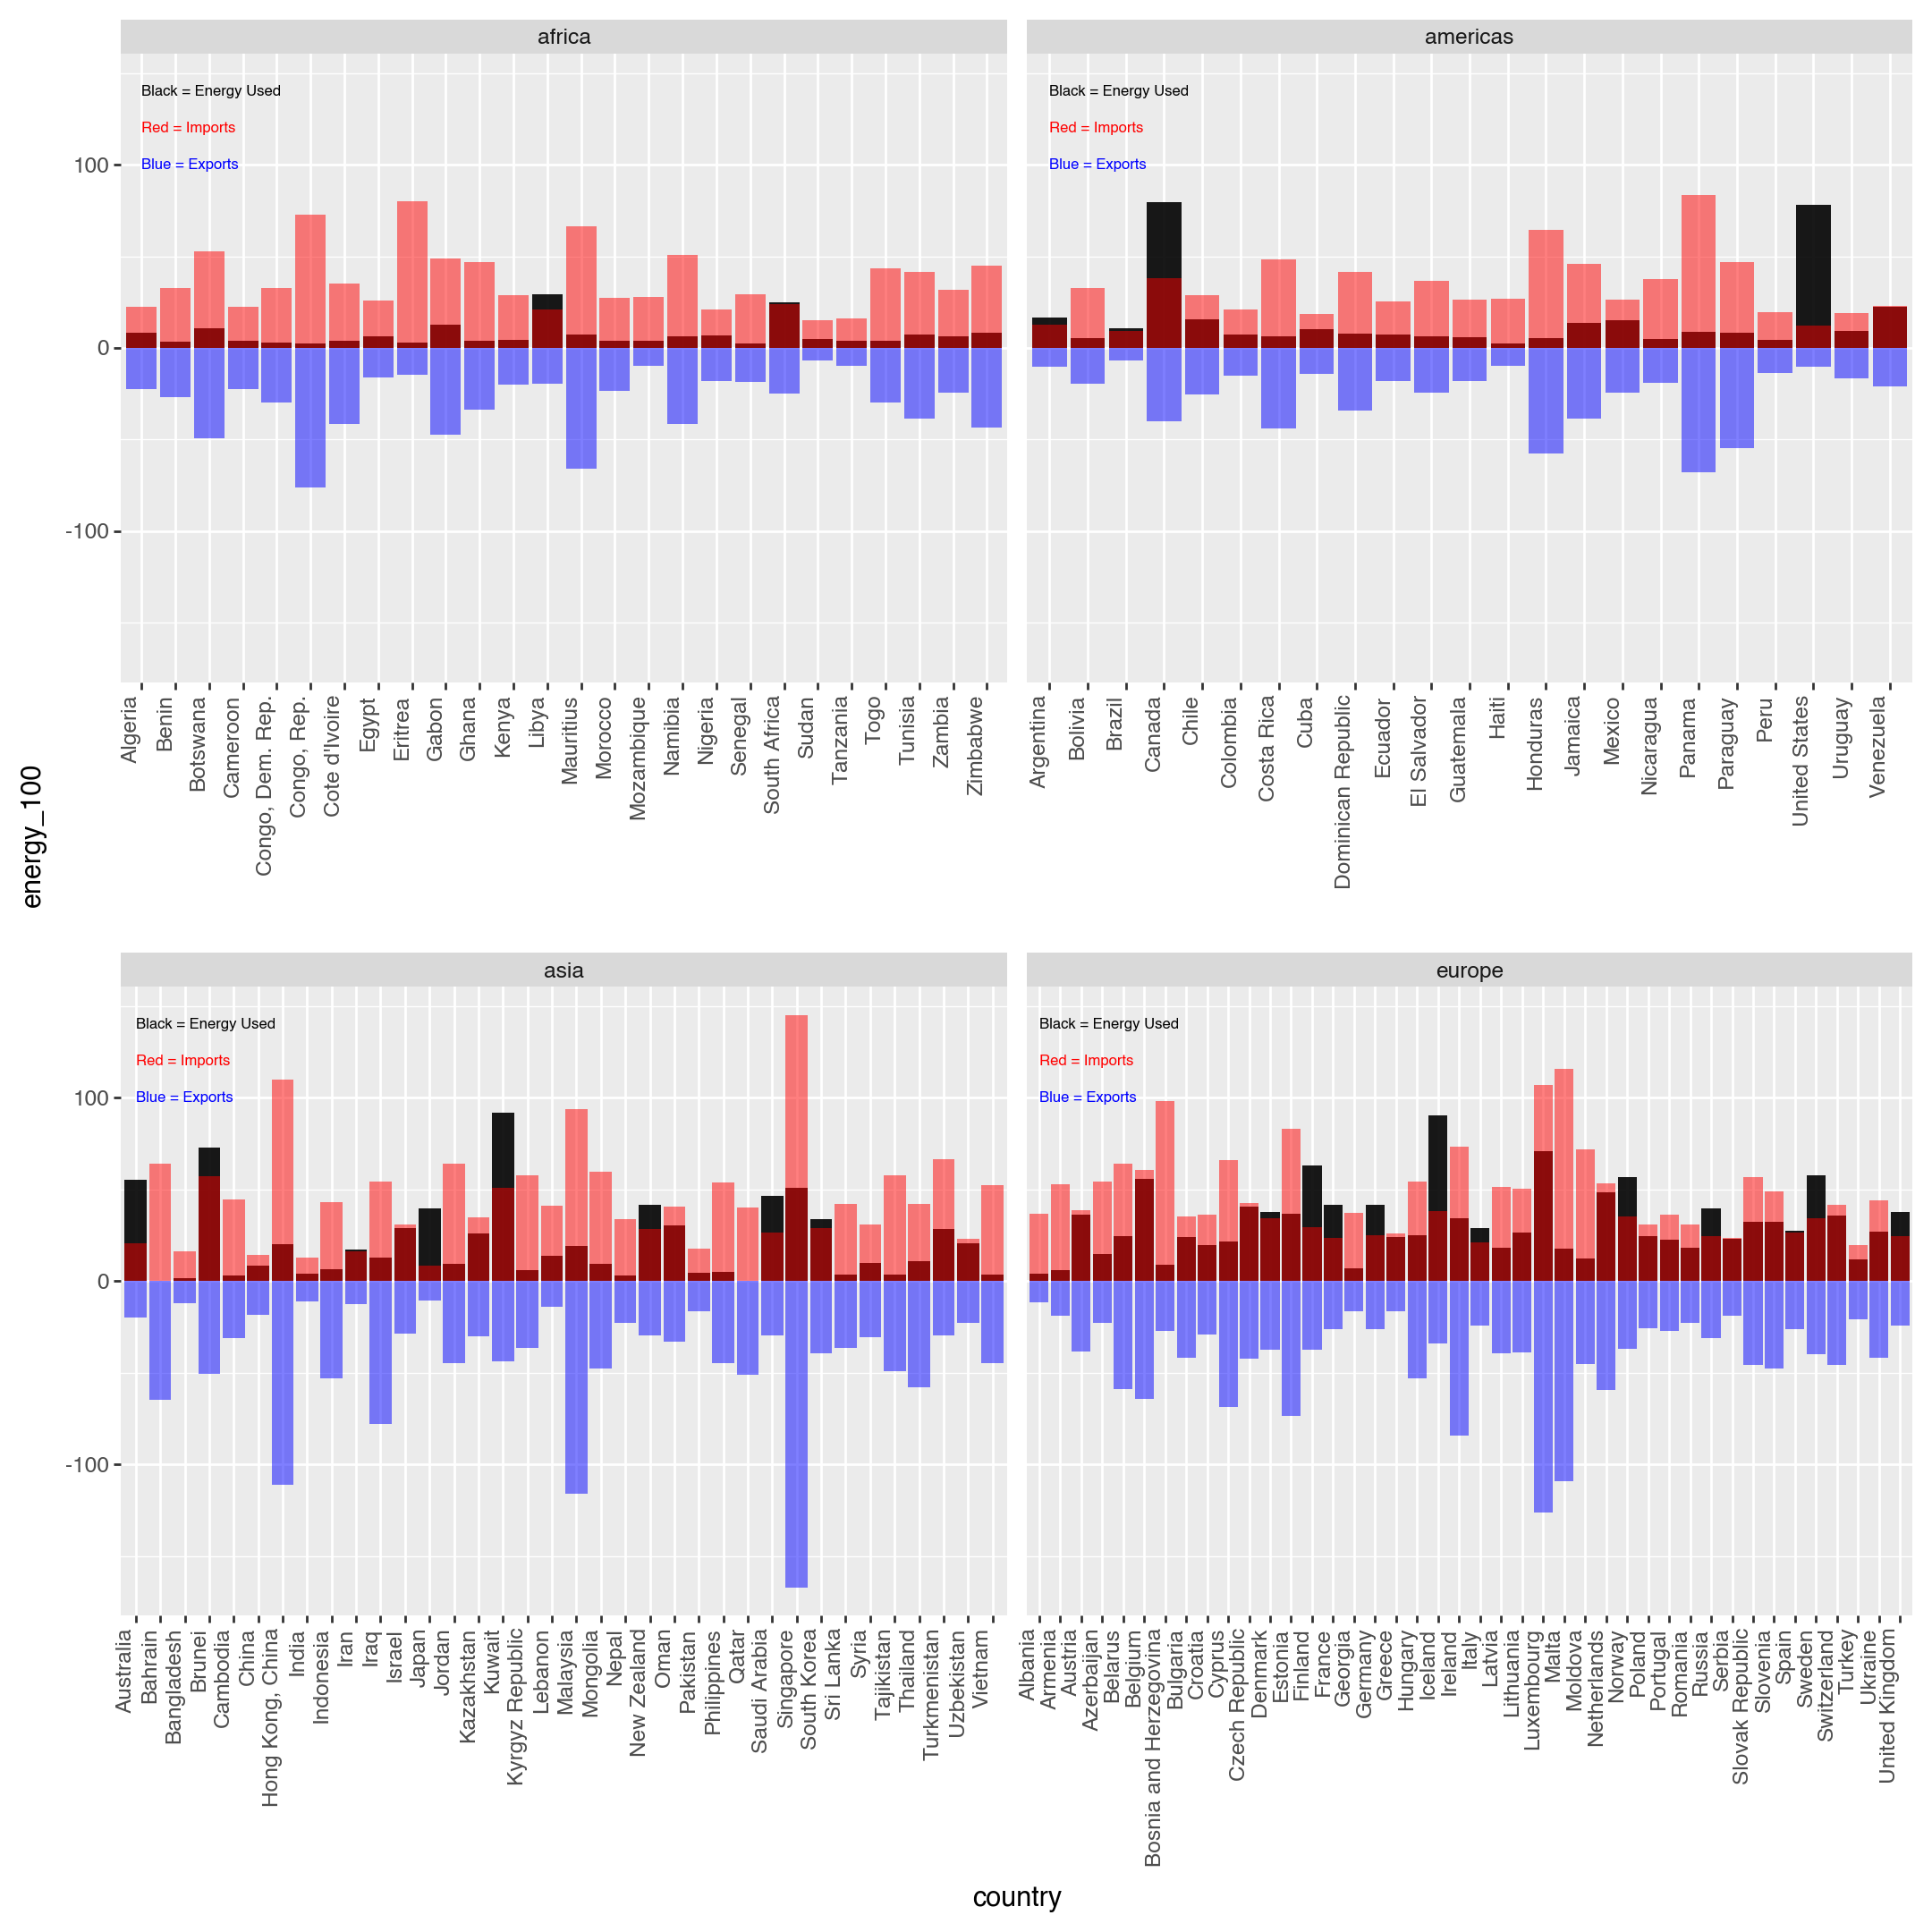 africa
americas
Black = Energy Used
Red = Imports
Blue = Exports
Black = Energy Used
Red = Imports
Blue = Exports
100
0
-100
Algeria
Benin
Botswana
Cameroon
Congo, Dem. Rep.
Congo, Rep.
Cote d'Ivoire
Egypt
Eritrea
Gabon
Ghana
Kenya
Libya
Mauritius
Morocco
Mozambique
Namibia
Nigeria
Senegal
South Africa
Sudan
Tanzania
Togo
Tunisia
Zambia
Zimbabwe
Argentina
Bolivia
Brazil
Canada
Chile
Colombia
Costa Rica
Cuba
Dominican Republic
Ecuador
El Salvador
Guatemala
Haiti
Honduras
Jamaica
Mexico
Nicaragua
Panama
Paraguay
Peru
United States
Uruguay
Venezuela
energy_100
asia
europe
Black = Energy Used
Red = Imports
Blue = Exports
Black = Energy Used
Red = Imports
Blue = Exports
100
0
-100
Australia
Bahrain
Bangladesh
Brunei
Cambodia
China
Hong Kong, China
India
Indonesia
Iran
Iraq
Israel
Japan
Jordan
Kazakhstan
Kuwait
Kyrgyz Republic
Lebanon
Malaysia
Mongolia
Nepal
New Zealand
Oman
Pakistan
Philippines
Qatar
Saudi Arabia
Singapore
South Korea
Sri Lanka
Syria
Tajikistan
Thailand
Turkmenistan
Uzbekistan
Vietnam
Albania
Armenia
Austria
Azerbaijan
Belarus
Belgium
Bosnia and Herzegovina
Bulgaria
Croatia
Cyprus
Czech Republic
Denmark
Estonia
Finland
France
Georgia
Germany
Greece
Hungary
Iceland
Ireland
Italy
Latvia
Lithuania
Luxembourg
Malta
Moldova
Netherlands
Norway
Poland
Portugal
Romania
Russia
Serbia
Slovak Republic
Slovenia
Spain
Sweden
Switzerland
Turkey
Ukraine
United Kingdom
country